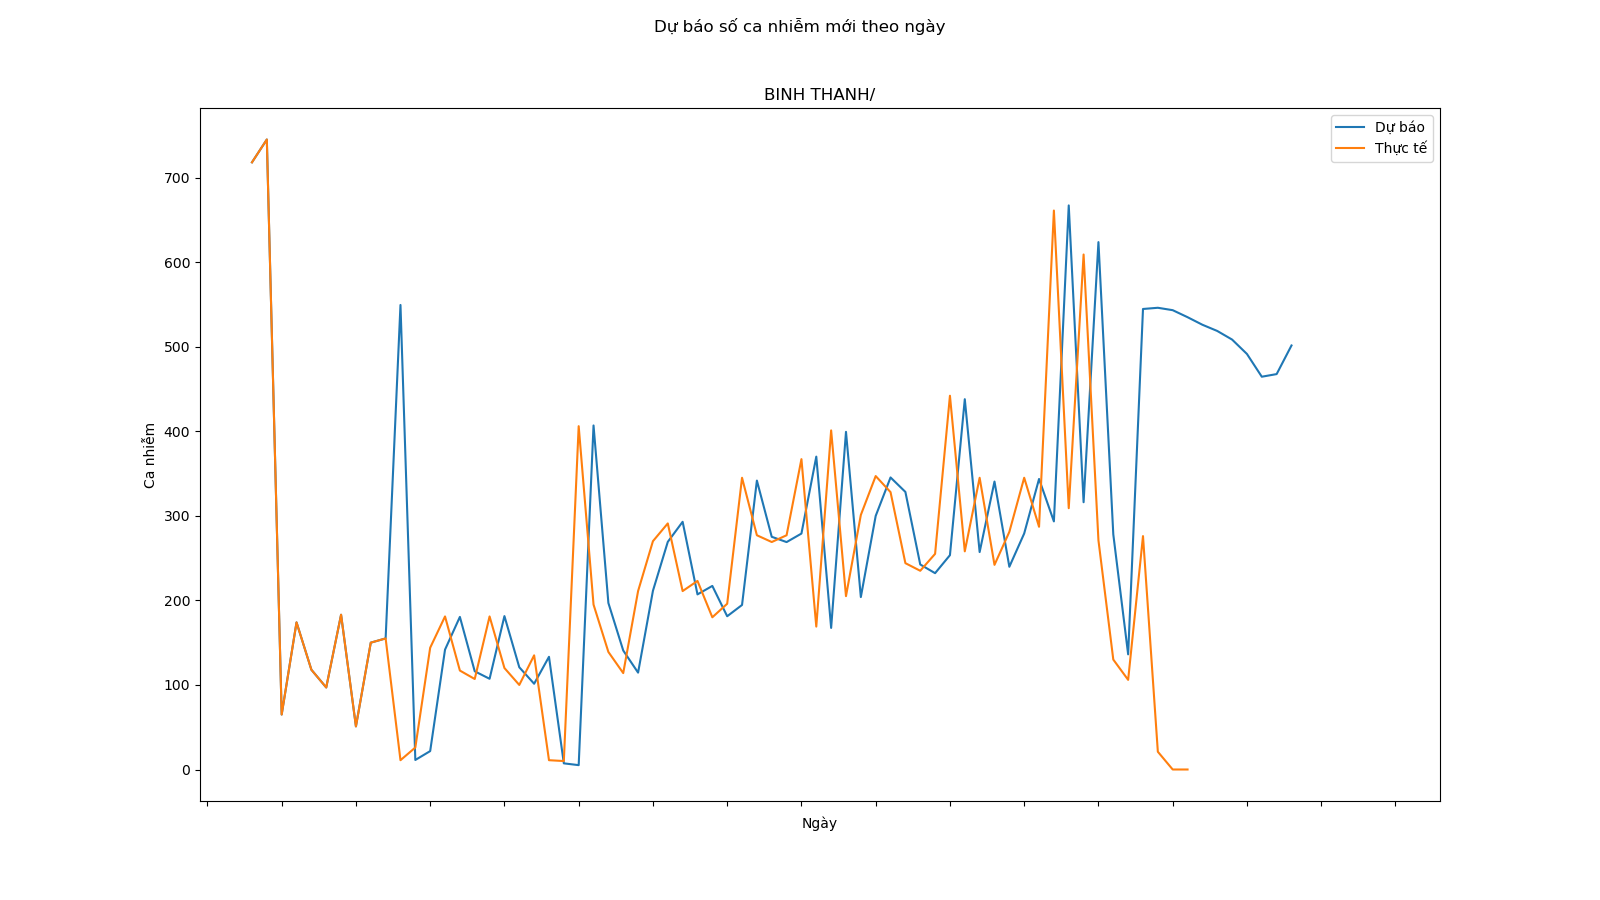 Dự báo số ca nhiễm mới theo ngày
BINH THANH/
Dự báo
Thực tế
700
600
500
400
300
200
100
0
Ca nhiễm
Ngày